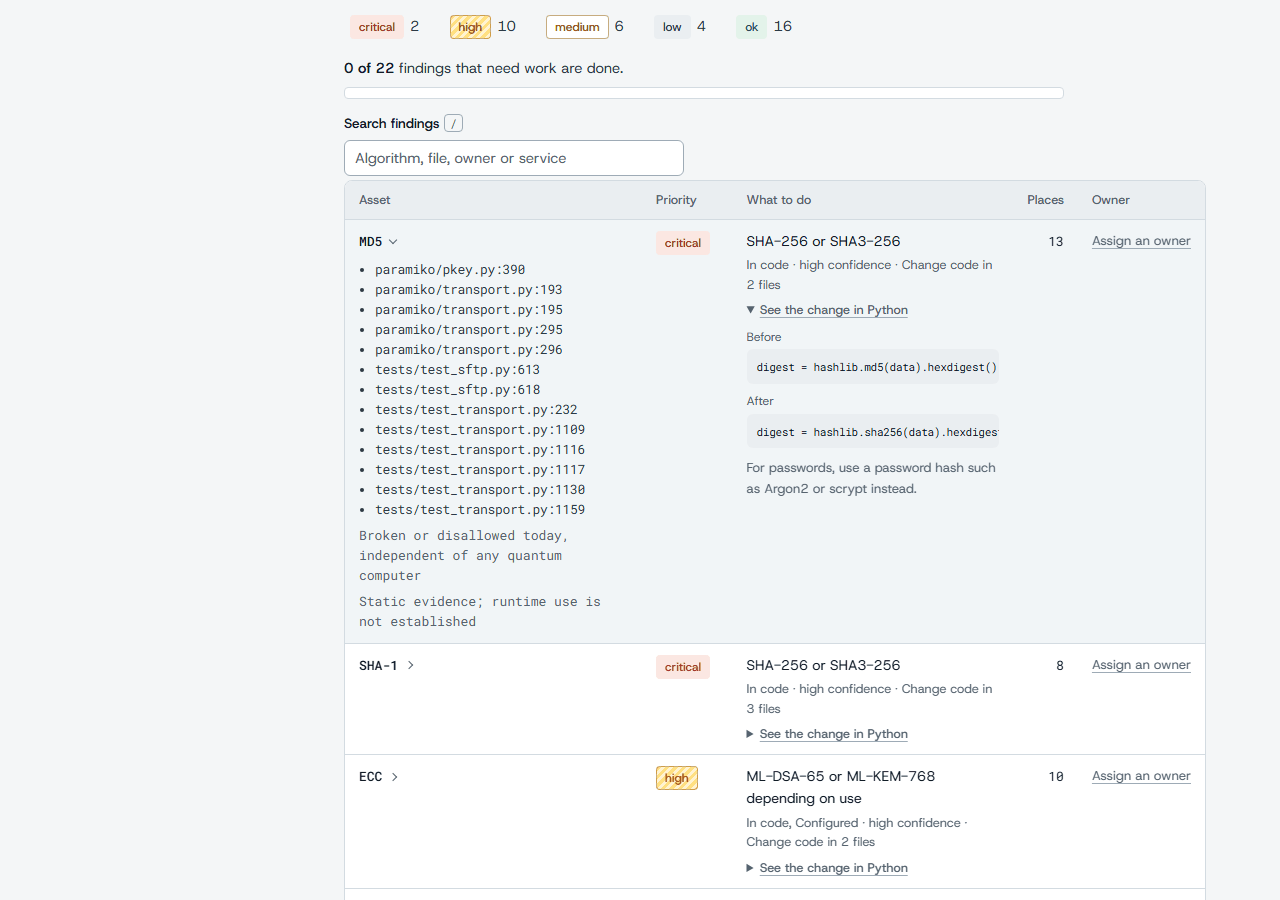 critical 2 high 10 medium 6 low 4 ok 16
0 of 22 findings that need work are done.
Search findings /
Algorithm, file, owner or service
Asset Priority What to do Places Owner
MD5 critical SHA-256 or SHA3-256 13 Assign an owner
In code · high confidence · Change code in
2 files
See the change in Python
Before
digest = hashlib.md5(data).hexdigest()
After
digest = hashlib.sha256(data).hexdigest
For passwords, use a password hash such
as Argon2 or scrypt instead.
paramiko/pkey.py:390
paramiko/transport.py:193
paramiko/transport.py:195
paramiko/transport.py:295
paramiko/transport.py:296
tests/test_sftp.py:613
tests/test_sftp.py:618
tests/test_transport.py:232
tests/test_transport.py:1109
tests/test_transport.py:1116
tests/test_transport.py:1117
tests/test_transport.py:1130
tests/test_transport.py:1159
Broken or disallowed today,
independent of any quantum
computer
Static evidence; runtime use is
not established
SHA-1 critical SHA-256 or SHA3-256 8 Assign an owner
In code · high confidence · Change code in
3 files
See the change in Python
ECC high ML-DSA-65 or ML-KEM-768 10 Assign an owner
depending on use
In code, Configured · high confidence ·
Change code in 2 files
See the change in Python